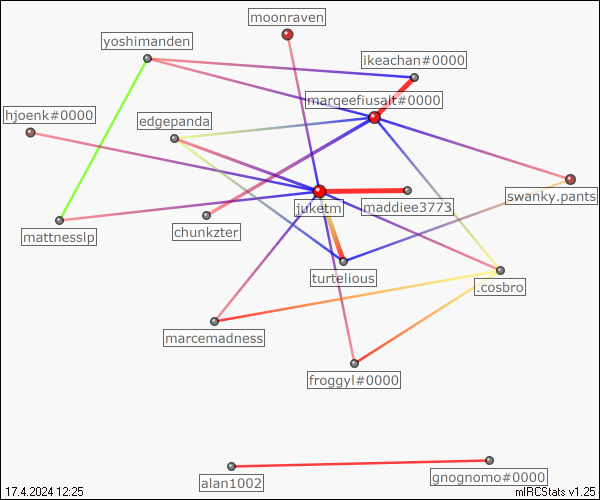 moonraven
yoshimanden
ikeachan#0000
marqeefiusalt#0000
hjoenk#0000
edgepanda
swanky.pants
juketm
maddiee3773
chunkzter
mattnesslp
turtelious
.cosbro
marcemadness
froggyl#0000
gnognomo#0000
alan1002
17.4.2024 12:25
mIRCStats v1.25